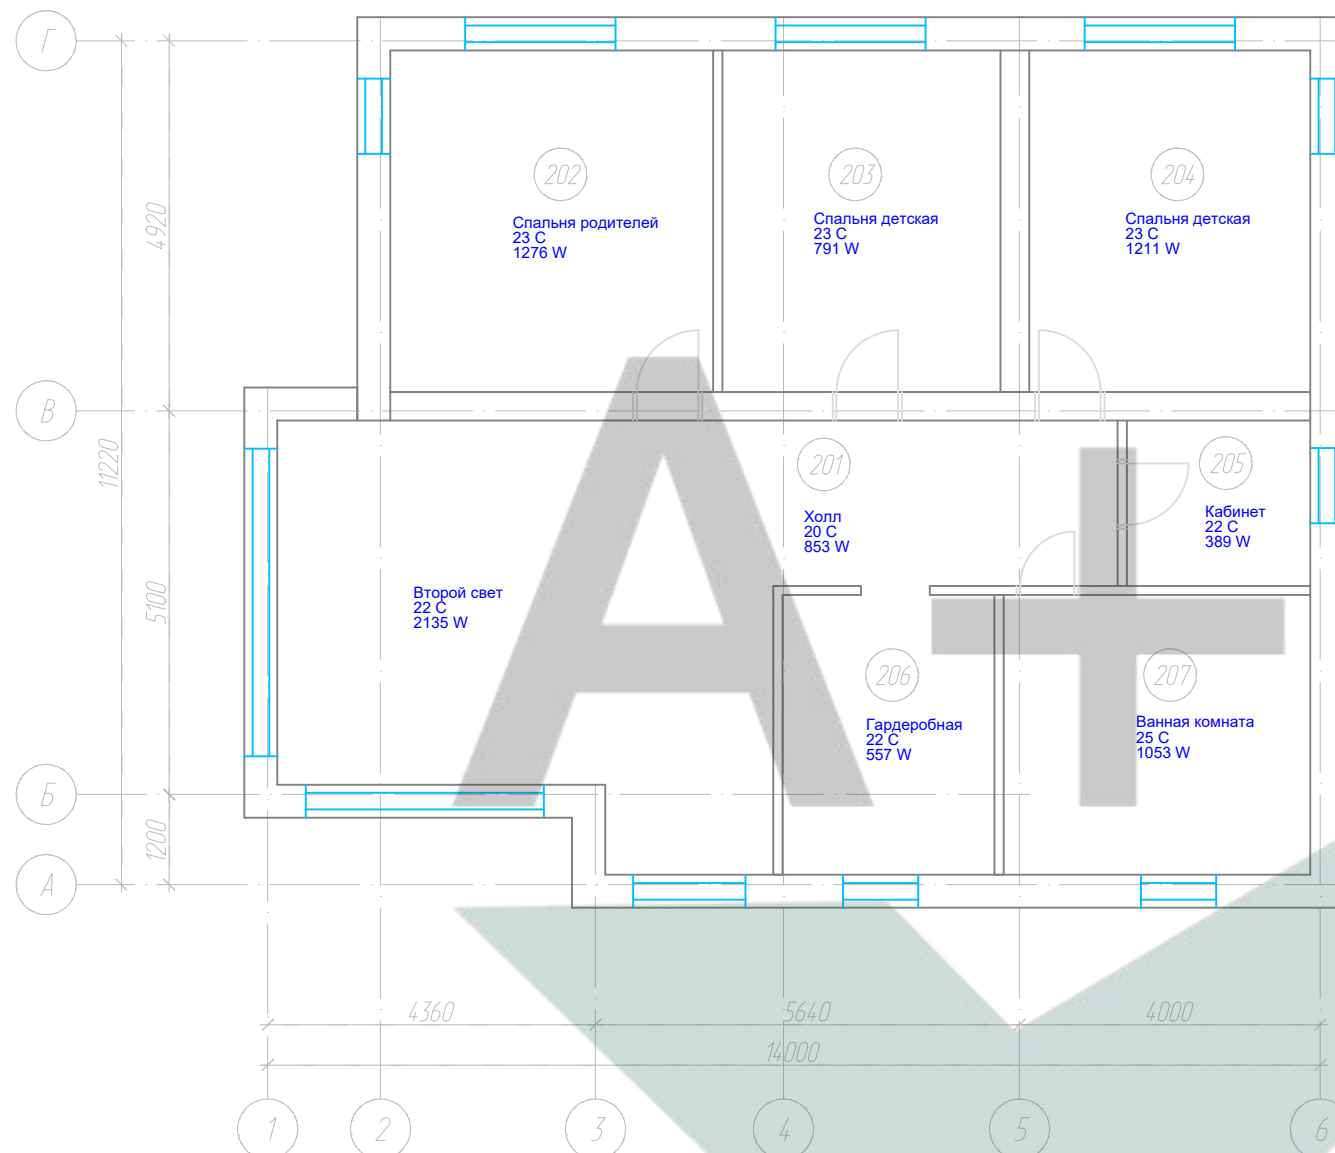 Г
202
203
204
Спальня родителей
23 C
1276 W
Спальня детская
23 C
791 W
Спальня детская
23 C
1211 W
4920
В
11220
201
205
Холл
20 C
853 W
Кабинет
22 C
389 W
Второй свет
22 C
2135 W
5100
206
207
Гардеробная
22 C
557 W
Ванная комната
25 C
1053 W
Б
1200
А
A+
4360
5640
4000
14000
1
2
3
4
5
6